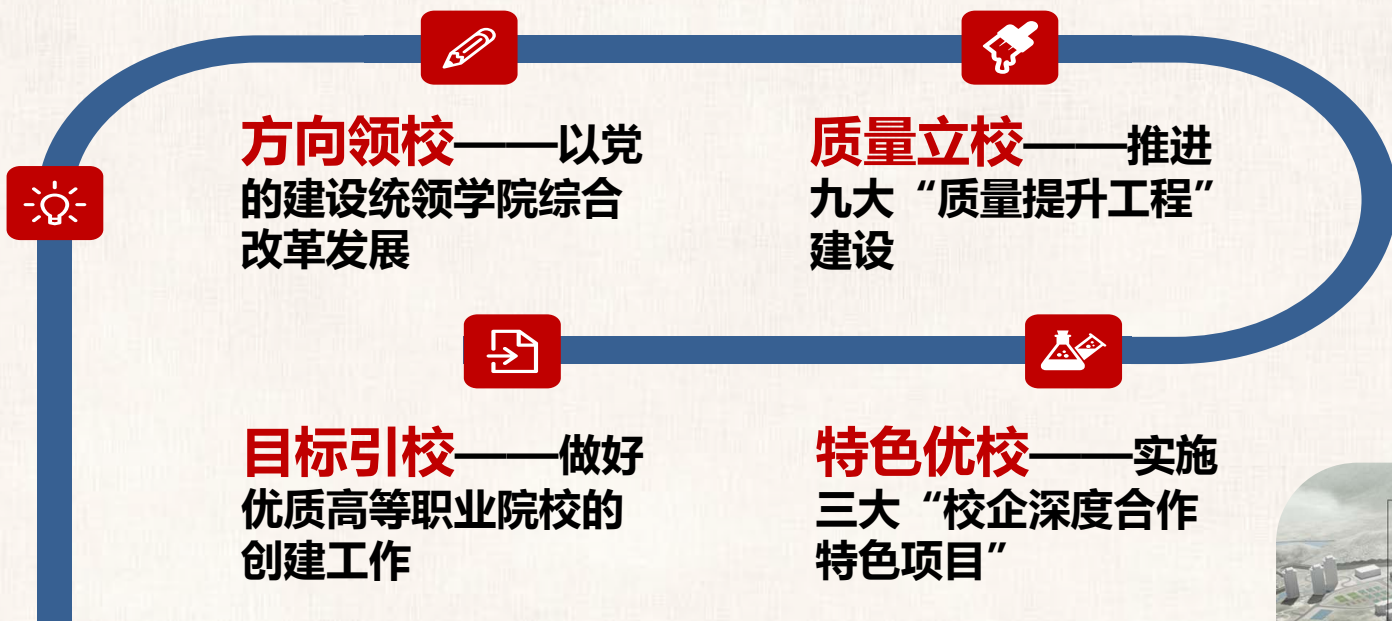 方向领校——以党
的建设统领学院综合
改革发展
质量立校——推进
九大“质量提升工程”
建设
目标引校——做好
优质高等职业院校的
创建工作
特色优校——实施
三大“校企深度合作
特色项目”